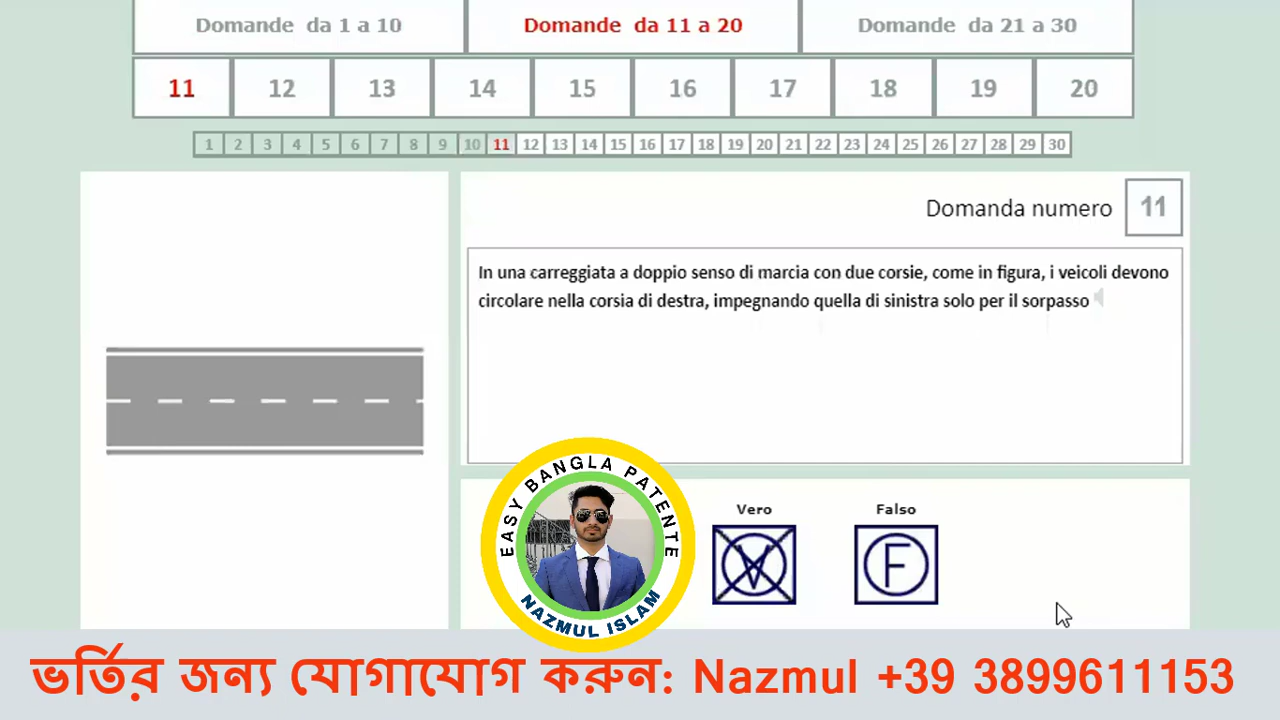 Domande da 1 a 10
Domande da 11 a 20
Domande da 21 a 30
11 12 13 14 15 16 17 18 19 20
1 2 3 4 5 6 7 8 9 10 11 12 13 14 15 16 17 18 19 20 21 22 23 24 25 26 27 28 29 30
Domanda numero 11
In una carreggiata a doppio senso di marcia con due corsie, come in figura, i veicoli devono
circolare nella corsia di destra, impegnando quella di sinistra solo per il sorpasso
EASY BANGLA PATENTE
NAZMUL ISLAM
Vero Falso
V F
ভর্তির জন্য যোগাযোগ করুন: Nazmul +39 3899611153